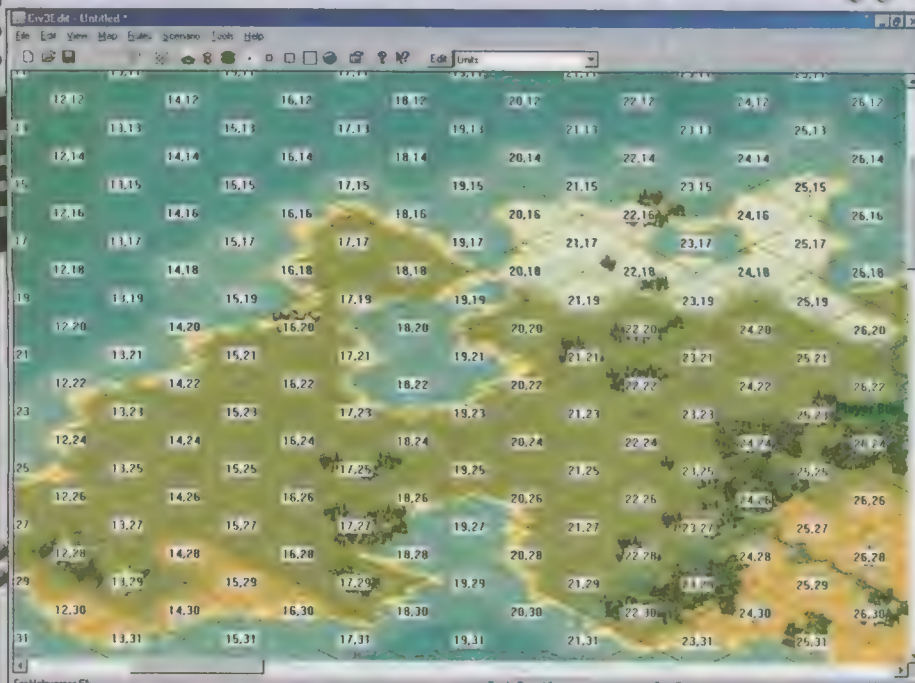 Civ3Edit - Untitled *
File Edit View Map Rules Scenario Tools Help
Edit Units
12,12 14,12 16,12 18,12 20,12 22,12 24,12 26,12
13,13 15,13 17,13 19,13 21,13 23,13 25,13
12,14 14,14 16,14 18,14 20,14 22,14 24,14 26,14
13,15 15,15 17,15 19,15 21,15 23,15 25,15
12,16 14,16 16,16 18,16 20,16 22,16 24,16 26,16
13,17 15,17 17,17 19,17 21,17 23,17 25,17
12,18 14,18 16,18 18,18 20,18 22,18 24,18 26,18
13,19 15,19 17,19 19,19 21,19 23,19 25,19
12,20 14,20 16,20 18,20 20,20 22,20 24,20 26,20
13,21 15,21 17,21 19,21 21,21 23,21 25,21
12,22 14,22 16,22 18,22 20,22 22,22 24,22 26,22
13,23 15,23 17,23 19,23 21,23 23,23 25,23 Player
12,24 14,24 16,24 18,24 20,24 22,24 24,24 26,24
13,25 15,25 17,25 19,25 21,25 23,25 25,25
12,26 14,26 16,26 18,26 20,26 22,26 24,26 26,26
13,27 15,27 17,27 19,27 21,27 23,27 25,27
12,28 14,28 16,28 18,28 20,28 22,28 24,28 26,28
13,29 15,29 17,29 19,29 21,29 23,29 25,29
12,30 14,30 16,30 18,30 20,30 22,30 24,30 26,30
13,31 15,31 17,31 19,31 21,31 23,31 25,31